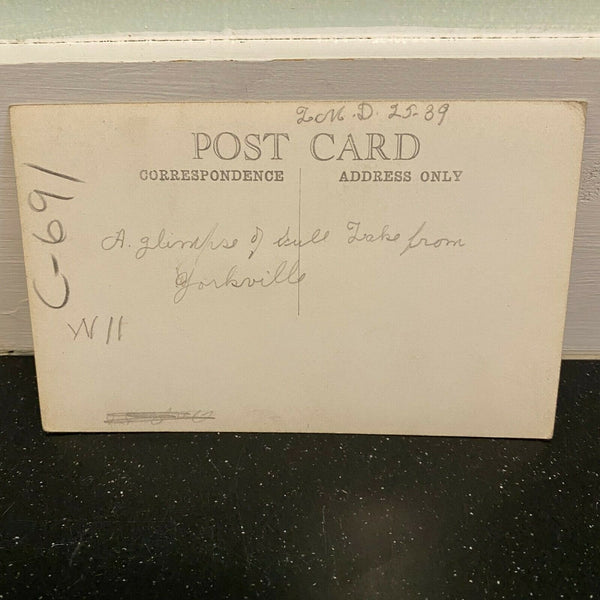 L.M.D. 25-39
POST CARD
CORRESPONDENCE ADDRESS ONLY
C-691
A. glimpse of Gull Lake from
Yorkville
W11